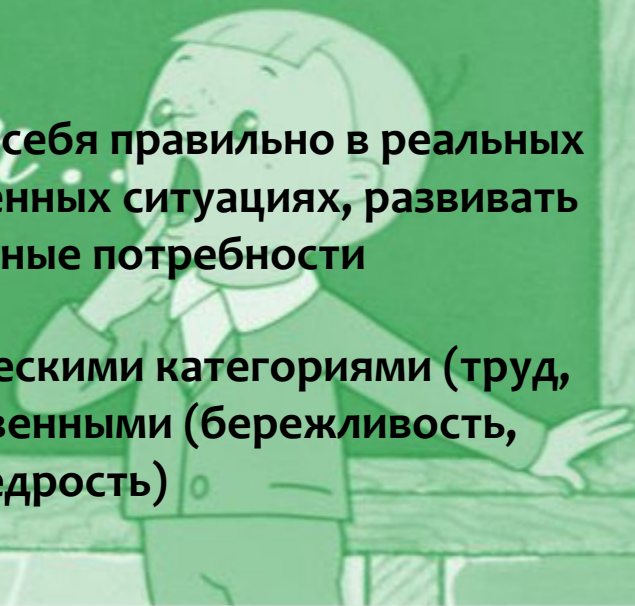 себя правильно в реальных
енных ситуациях, развивать
ные потребности
ескими категориями (труд,
венными (бережливость,
едрость)